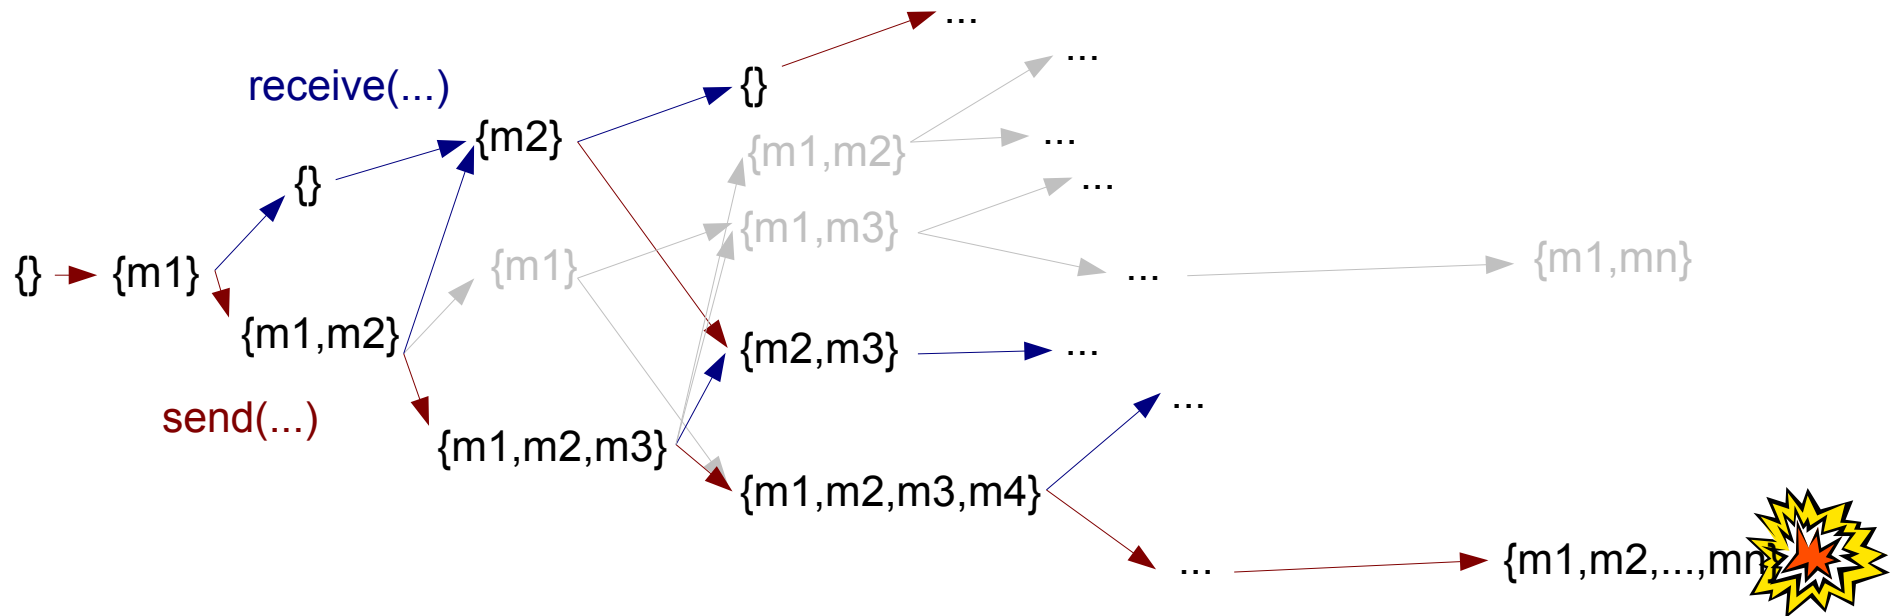 ...
...
receive(...)
{}
{m2}
...
{m1,m2}
...
{}
{m1,m3}
{m1}
{}
{m1}
...
{m1,mn}
{m1,m2}
{m2,m3}
...
send(...)
...
{m1,m2,m3}
{m1,m2,m3,m4}
...
{m1,m2,...,mn}